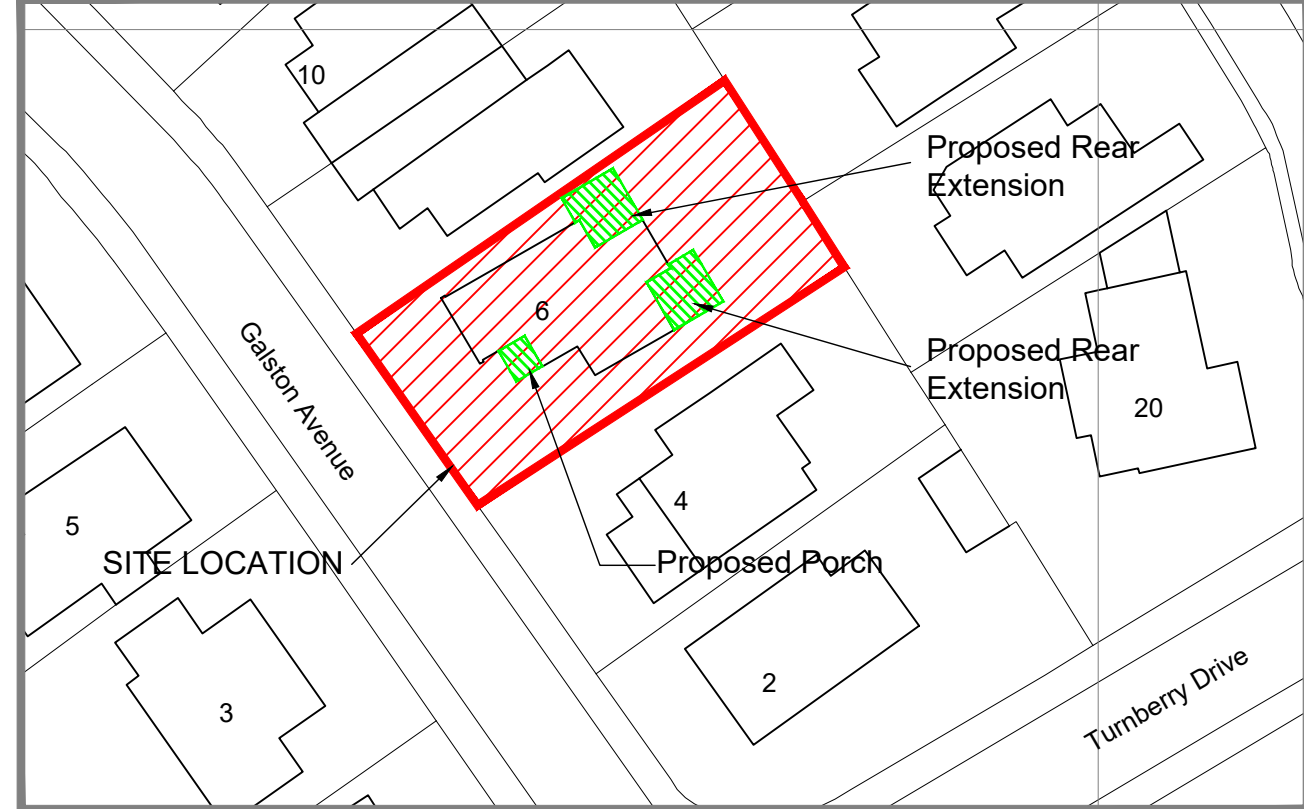 10
Proposed Rear
Extension
6
Galston Avenue
Proposed Rear
Extension
20
4
5
SITE LOCATION
Proposed Porch
2
3
Turnberry Drive